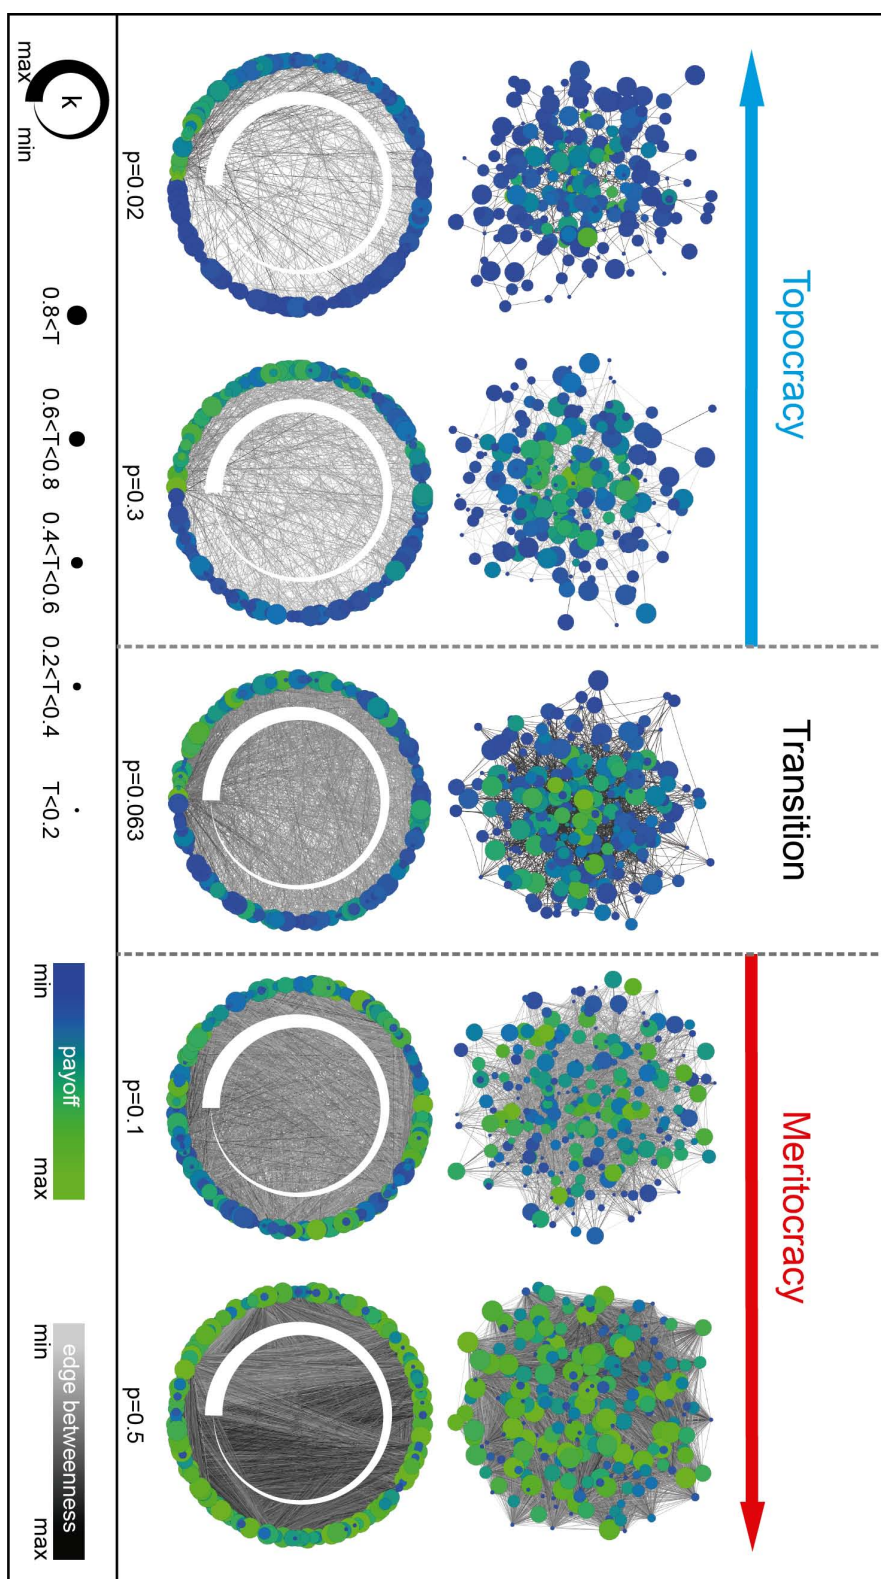 Topocracy
Transition
Meritocracy
p=0.02
p=0.3
p=0.063
p=0.1
p=0.5
k
max
min
0.8<T
0.6<T<0.8
0.4<T<0.6
0.2<T<0.4
T<0.2
payoff
min
max
edge betweenness
min
max